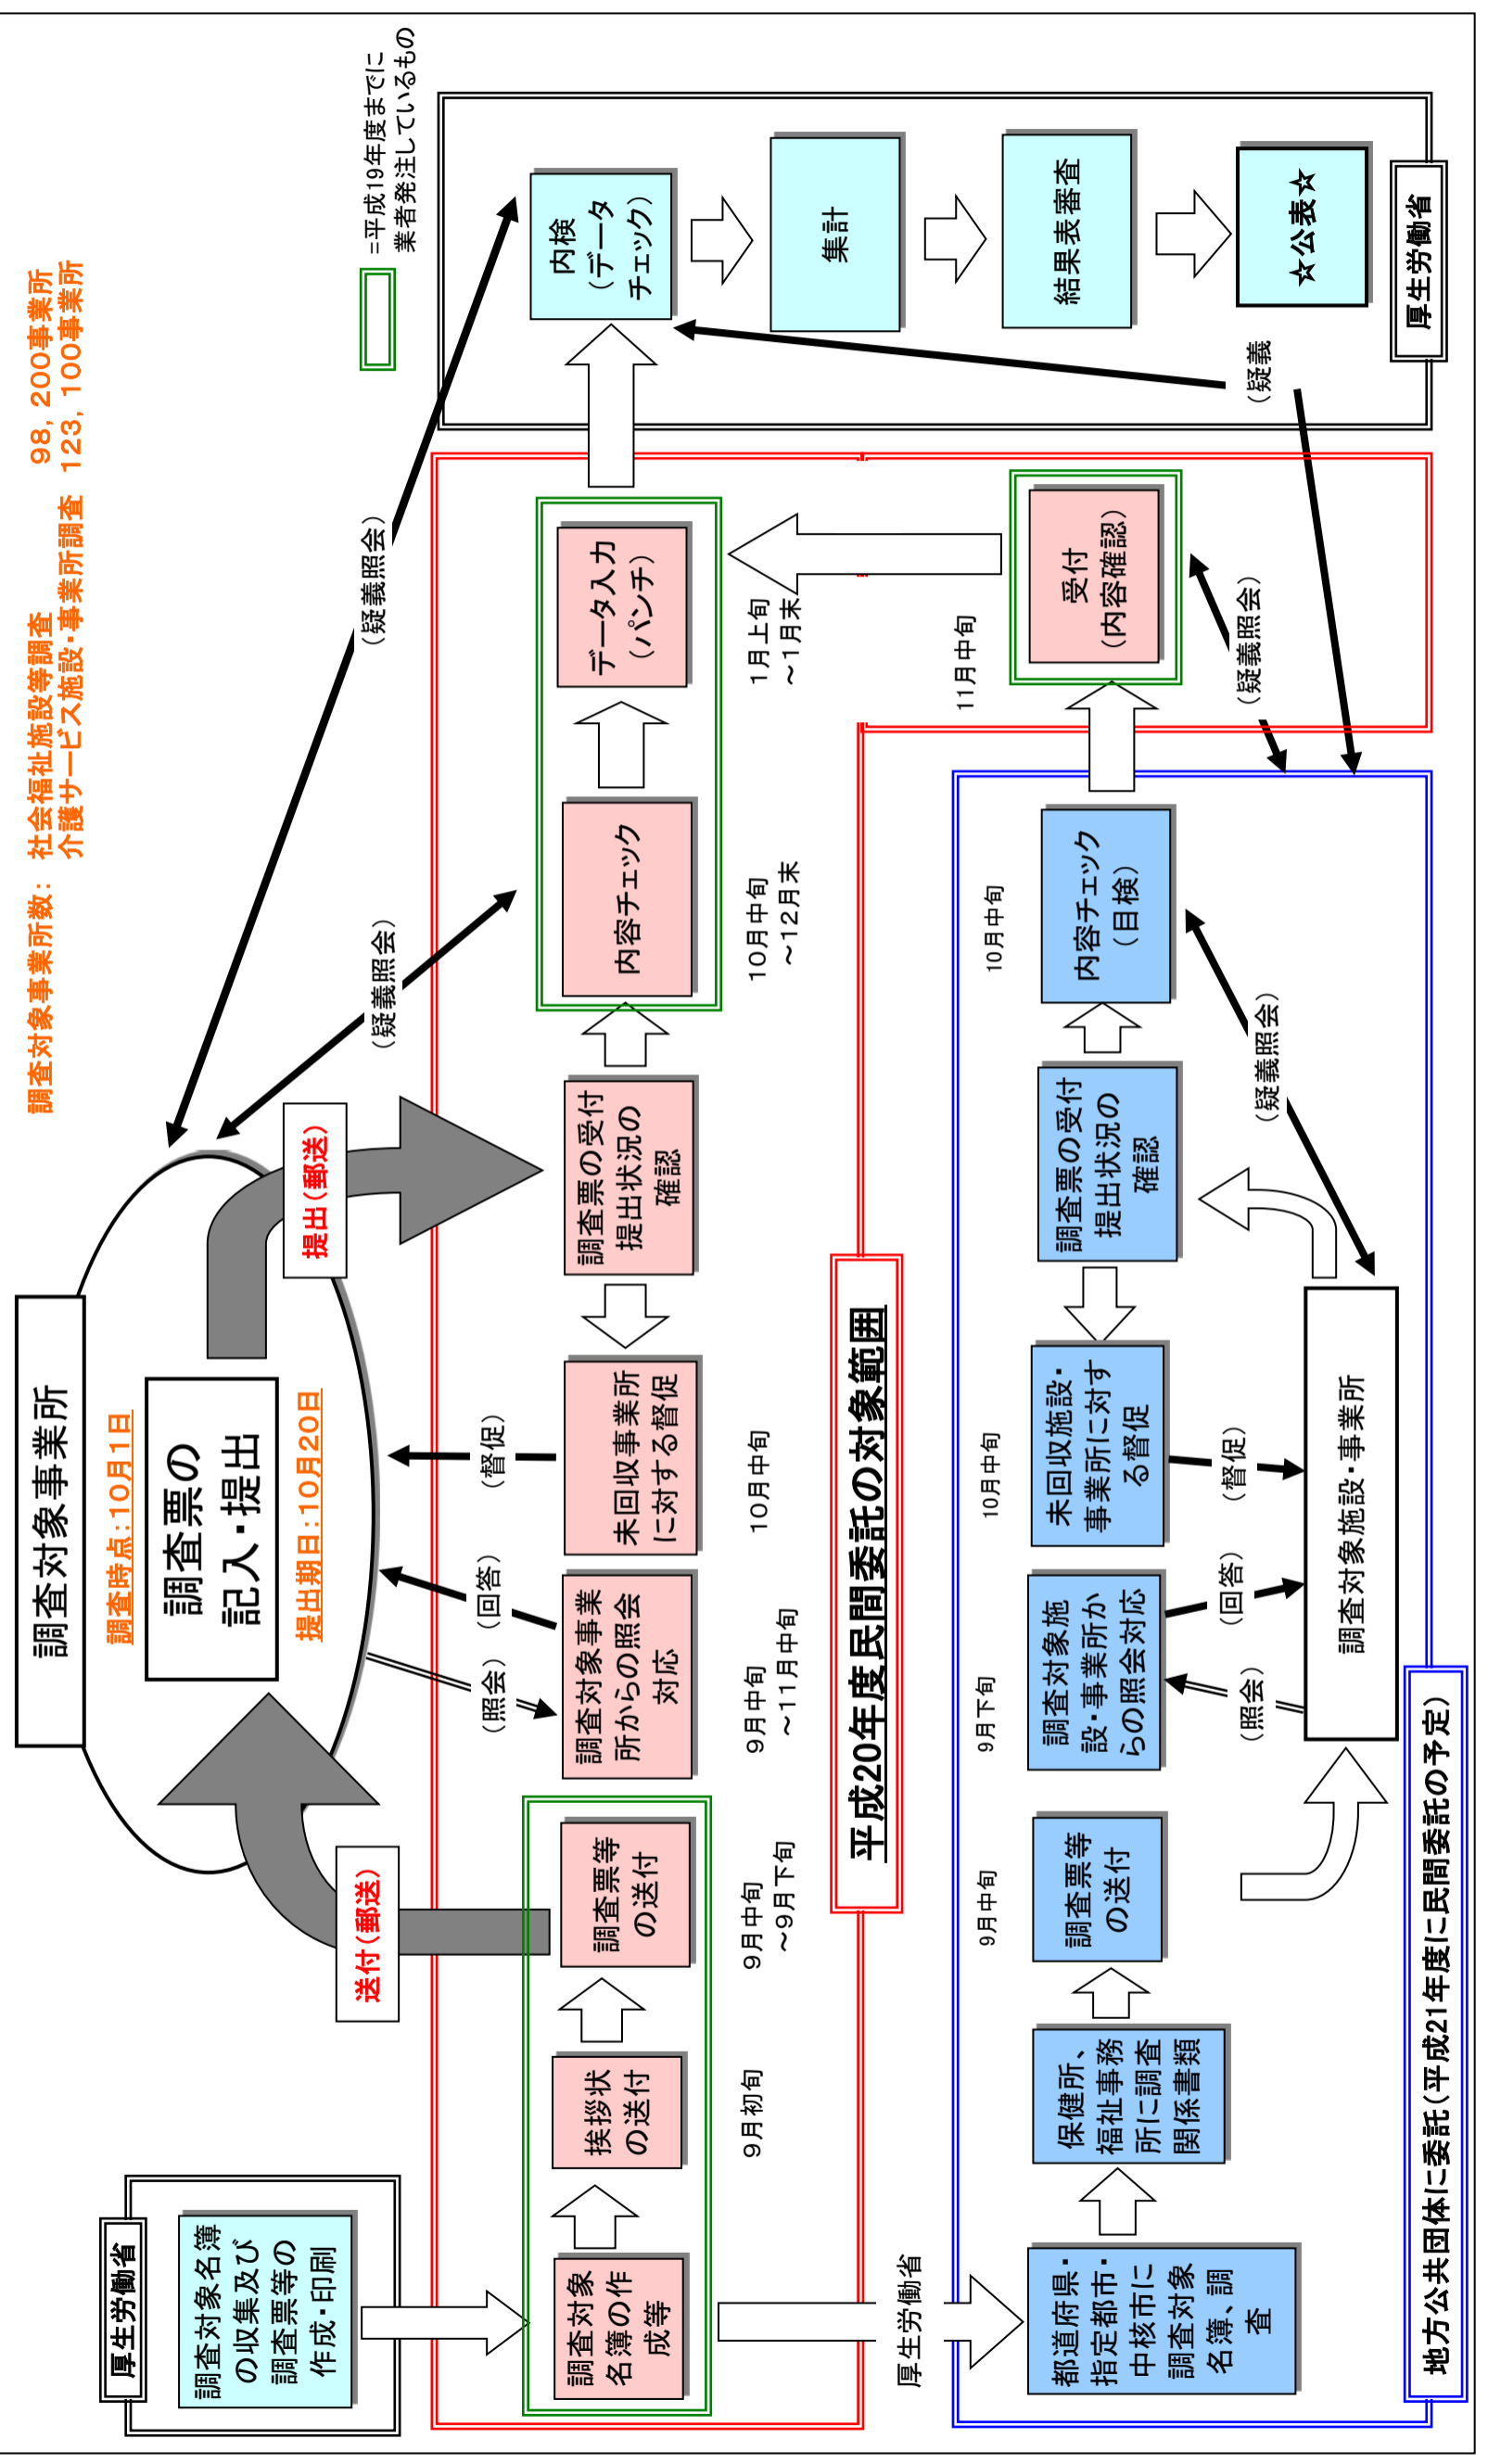 調査対象事業所数： 社会福祉施設等調査 98，200事業所
介護サービス施設・事業所調査 123，100事業所
=平成19年度までに
業者発注しているもの
調査対象事業所
調査時点：10月1日
調査票の
記入・提出
提出期日：10月20日
厚生労働省
調査対象名簿
の収集及び
調査票等の
作成・印刷
送付（郵送）
提出（郵送）
（疑義照会）
（疑義照会）
（照会）
（回答）
（督促）
調査対象
名簿の作
成等
挨拶状
の送付
調査票等
の送付
調査対象事業
所からの照会
対応
未回収事業所
に対する督促
調査票の受付
提出状況の
確認
内容チェック
データ入力
（パンチ）
内検
（データ
チェック）
集計
結果表審査
☆公表☆
厚生労働省
9月初旬
9月中旬
～9月下旬
9月中旬
～11月中旬
10月中旬
10月中旬
～12月末
1月上旬
～1月末
平成20年度民間委託の対象範囲
厚生労働省
9月中旬
9月下旬
10月中旬
10月中旬
11月中旬
都道府県・
指定都市・
中核市に
調査対象
名簿、調
査
保健所、
福祉事務
所に調査
関係書類
調査票等
の送付
調査対象施
設・事業所か
らの照会対応
未回収施設・
事業所に対す
る督促
調査票の受付
提出状況の
確認
内容チェック
（目検）
受付
（内容確認）
（照会）
（回答）
（督促）
（疑義照会）
（疑義照会）
（疑義
調査対象施設・事業所
地方公共団体に委託（平成21年度に民間委託の予定）